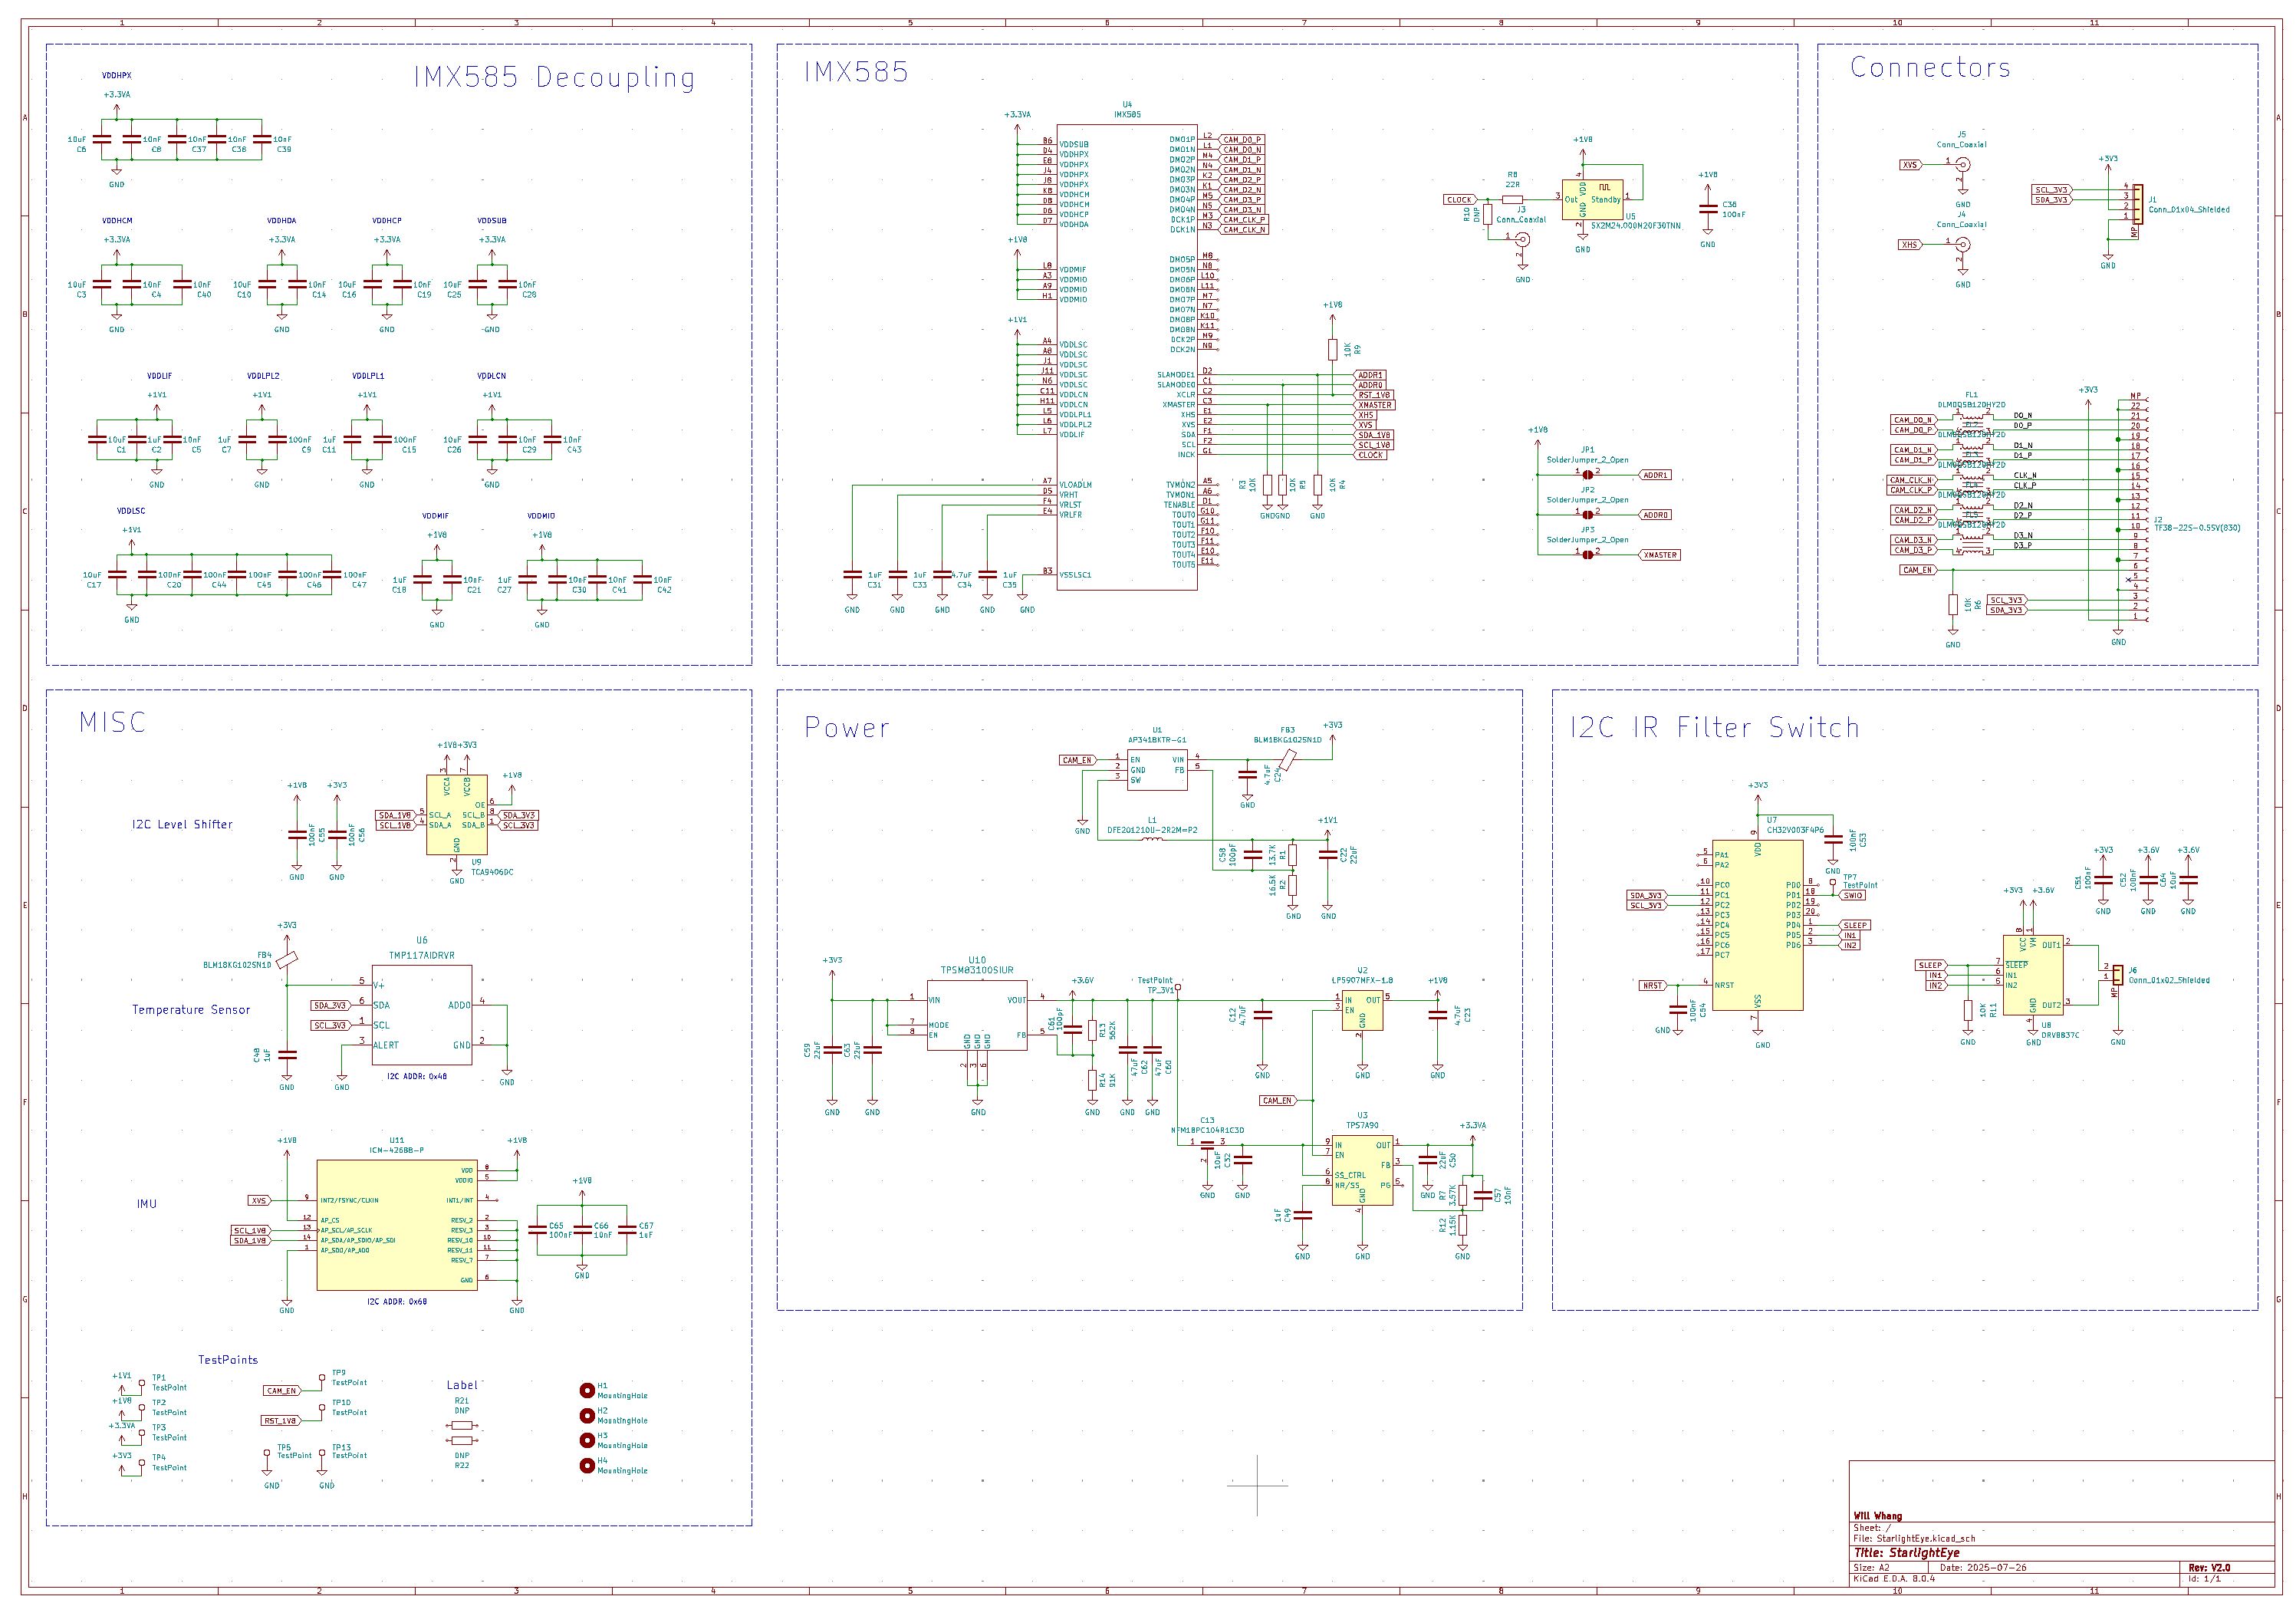 IMX585 Decoupling
VDDHPX
+3.3VA
10uF 10nF 10nF 10nF 10nF
C6 C8 C37 C38 C39
GND
VDDHCM VDDHDA VDDHCP VDDSUB
+3.3VA +3.3VA +3.3VA +3.3VA
10uF 10nF 10nF 10uF 10nF 10uF 10nF 10uF 10nF
C3 C4 C40 C10 C14 C16 C19 C25 C28
GND GND GND GND
VDDLIF VDDLPL2 VDDLPL1 VDDLCN
+1V1 +1V1 +1V1 +1V1
10uF 1uF 10nF 1uF 100nF 1uF 100nF 10uF 10nF 10nF
C1 C2 C5 C7 C9 C11 C15 C26 C29 C43
GND GND GND GND
VDDLSC VDDMIF VDDMIO
+1V1 +1V8 +1V8
10uF 100nF 100nF 100nF 100nF 100nF
C17 C20 C44 C45 C46 C47
1uF 10nF 1uF 10nF 10nF 10nF
C18 C21 C27 C30 C41 C42
GND GND GND
IMX585
U4
IMX585
+3.3VA
B6 VDDSUB
D4 VDDHPX
E8 VDDHPX
J4 VDDHPX
J8 VDDHPX
K8 VDDHCM
D8 VDDHCM
D6 VDDHCP
D7 VDDHDA
+1V8
L8 VDDMIF
A3 VDDMIO
A9 VDDMIO
H1 VDDMIO
+1V1
A4 VDDLSC
A8 VDDLSC
J1 VDDLSC
J11 VDDLSC
N6 VDDLSC
C11 VDDLCN
H11 VDDLCN
L5 VDDLPL1
L6 VDDLPL2
L7 VDDLIF
A7 VLOADLM
D5 VRHT
F4 VRLST
E4 VRLFR
B3 VSSLSC1
1uF 1uF 4.7uF 1uF
C31 C33 C34 C35
GND GND GND GND GND
DMO1P L2 CAM_D0_P
DMO1N L1 CAM_D0_N
DMO2P M4 CAM_D1_P
DMO2N N4 CAM_D1_N
DMO3P K2 CAM_D2_P
DMO3N K1 CAM_D2_N
DMO4P M5 CAM_D3_P
DMO4N N5 CAM_D3_N
DCK1P M3 CAM_CLK_P
DCK1N N3 CAM_CLK_N
DMO5P M8
DMO5N N8
DMO6P L10
DMO6N L11
DMO7P M7
DMO7N N7
DMO8P K10
DMO8N K11
DCK2P M9
DCK2N N9
SLAMODE1 D2 ADDR1
SLAMODE0 C1 ADDR0
XCLR C2 RST_1V8
XMASTER C3 XMASTER
XHS E1 XHS
XVS E2 XVS
SDA F1 SDA_1V8
SCL F2 SCL_1V8
INCK G1 CLOCK
TVMON2 A5
TVMON1 A6
TENABLE D1
TOUT0 G10
TOUT1 G11
TOUT2 F10
TOUT3 F11
TOUT4 E10
TOUT5 E11
+1V8
10K R9
R3 10K
10K R5
10K R4
GND GND GND
CLOCK
R8
22R
R10
DNP
J3
Conn_Coaxial
GND
+1V8
3 Out VDD 4 Standby 1
GND 2
U5
SX2M24.000M20F30TNN
GND
+1V8
C36
100nF
GND
+1V8
JP1
SolderJumper_2_Open
1 2 ADDR1
JP2
SolderJumper_2_Open
1 2 ADDR0
JP3
SolderJumper_2_Open
1 2 XMASTER
Connectors
J5
Conn_Coaxial
XVS 1
2
GND
J4
Conn_Coaxial
XHS 1
2
GND
+3V3
SCL_3V3 4
SDA_3V3 3
2
1
MP
J1
Conn_01x04_Shielded
GND
+3V3
FL1
DLM0QSB120HY2D
CAM_D0_N D0_N
CAM_D0_P D0_P
FL2
DLM0QSB120HY2D
CAM_D1_N D1_N
CAM_D1_P D1_P
FL3
DLM0QSB120HY2D
CAM_CLK_N CLK_N
CAM_CLK_P CLK_P
FL4
DLM0QSB120HY2D
CAM_D2_N D2_N
CAM_D2_P D2_P
FL5
DLM0QSB120HY2D
CAM_D3_N D3_N
CAM_D3_P D3_P
CAM_EN
10K R6
GND
SCL_3V3
SDA_3V3
MP
22
21
20
19
18
17
16
15
14
13
12
11
10
9
8
7
6
5
4
3
2
1
J2
TF38-22S-0.5SV(830)
GND
MISC
I2C Level Shifter
+1V8 +3V3
100nF C55
100nF C56
GND GND
+1V8 +3V3
+1V8
3 VCCA 7 VCCB
OE 6
SDA_1V8 5 SCL_A SCL_B 8 SDA_3V3
SCL_1V8 4 SDA_A SDA_B 1 SCL_3V3
GND 2
U9
TCA9406DC
GND
Temperature Sensor
+3V3
FB4
BLM18KG102SN1D
U6
TMP117AIDRVR
5 V+
SDA_3V3 6 SDA ADD0 4
SCL_3V3 1 SCL
3 ALERT GND 2
C48 1uF
GND GND GND
I2C ADDR: 0x48
IMU
+1V8
U11
ICM-42688-P
+1V8
VDD 8
VDDIO 5
XVS 9 INT2/FSYNC/CLKIN INT1/INT 4
12 AP_CS RESV_2 2
SCL_1V8 13 AP_SCL/AP_SCLK RESV_3 3
SDA_1V8 14 AP_SDA/AP_SDIO/AP_SDI RESV_10 10
1 AP_SDO/AP_AD0 RESV_11 11
RESV_7 7
GND 6
GND GND
I2C ADDR: 0x68
+1V8
C65 C66 C67
100nF 10nF 1uF
GND
TestPoints
+1V1 TP1
TestPoint
+1V8 TP2
TestPoint
+3.3VA TP3
TestPoint
+3V3 TP4
TestPoint
CAM_EN TP9
TestPoint
RST_1V8 TP10
TestPoint
TP5
TestPoint
GND
TP13
TestPoint
GND
Label
R21
DNP
DNP
R22
H1
MountingHole
H2
MountingHole
H3
MountingHole
H4
MountingHole
Power
U1
AP3418KTR-G1
CAM_EN 1 EN VIN 4
2 GND FB 5
3 SW
FB3
BLM18KG102SN1D
+3V3
4.7uF C24
GND
GND
L1
DFE201210U-2R2M=P2
+1V1
C58 100pF
13.7K R1
16.5K R2
C22 22uF
GND GND
+3V3
C59 22uF
C63 22uF
GND GND
U10
TPSM83100SIUR
1 VIN VOUT 4
7 MODE
8 EN FB 5
GND GND GND
2 3 6
GND
+3.6V
C61 100pF
R13 562K
R14 91K
GND
47uF C62
47uF C60
GND GND
TestPoint
TP_3V1
C12 4.7uF
GND
U2
LP5907MFX-1.8
1 IN OUT 5
3 EN
GND 2
GND
+1V8
4.7uF C23
GND
CAM_EN
C13
NFM18PC104R1C3D
1 3
2
GND
10uF C32
GND
U3
TPS7A90
9 IN OUT 1
7 EN
FB 3
6 SS_CTRL
8 NR/SS PG 5
GND 4
1uF C49
GND GND
+3.3VA
22uF C50
GND
R7 3.57K
R12 1.15K
C57 10nF
GND
I2C IR Filter Switch
+3V3
U7
CH32V003F4P6
9 VDD
100nF C53
GND
5 PA1
6 PA2
10 PC0 PD0 8
SDA_3V3 11 PC1 PD1 18 SWIO
SCL_3V3 12 PC2 PD2 19
13 PC3 PD3 20
14 PC4 PD4 1 SLEEP
15 PC5 PD5 2 IN1
16 PC6 PD6 3 IN2
17 PC7
NRST 4 NRST
VSS 7
TP7
TestPoint
100nF C54
GND GND
+3V3 +3.6V
8 VCC 1 VM
SLEEP 7 SLEEP OUT1 2
IN1 6 IN1
IN2 5 IN2
OUT2 3
GND 4
10K R11
GND
U8
DRV8837C
GND
2
1
MP
J6
Conn_01x02_Shielded
GND
+3V3 +3.6V +3.6V
C51 100nF
C52 100nF
C64 10uF
GND GND GND
Will Whang
Sheet: /
File: StarlightEye.kicad_sch
Title: StarlightEye
Size: A2 Date: 2025-07-26 Rev: V2.0
KiCad E.D.A. 8.0.4 Id: 1/1